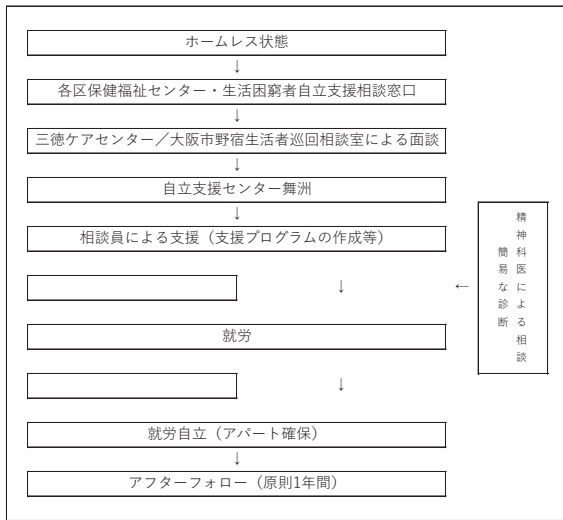 ホームレス状態
↓
各区保健福祉センター・生活困窮者自立支援相談窓口
↓
三徳ケアセンター／大阪市野宿生活者巡回相談室による面談
↓
自立支援センター舞洲
↓
相談員による支援（支援プログラムの作成等）
↓
←
精神科医による相談
簡易な診断
就労
↓
就労自立（アパート確保）
↓
アフターフォロー（原則1年間）